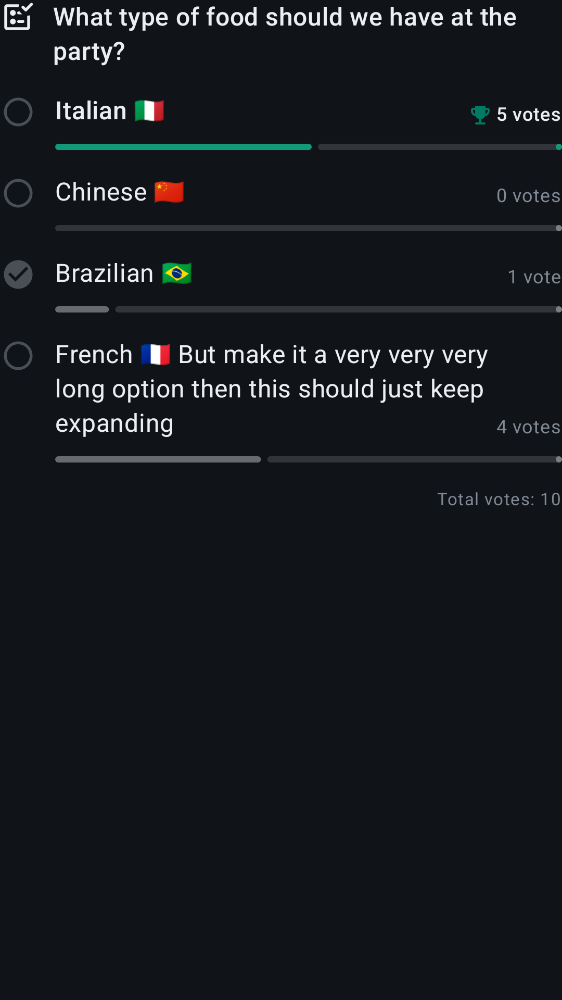 What type of food should we have at the
party?
Italian 🇮🇹
5 votes
Chinese 🇨🇳
0 votes
Brazilian 🇧🇷
1 vote
French 🇫🇷 But make it a very very very
long option then this should just keep
expanding
4 votes
Total votes: 10